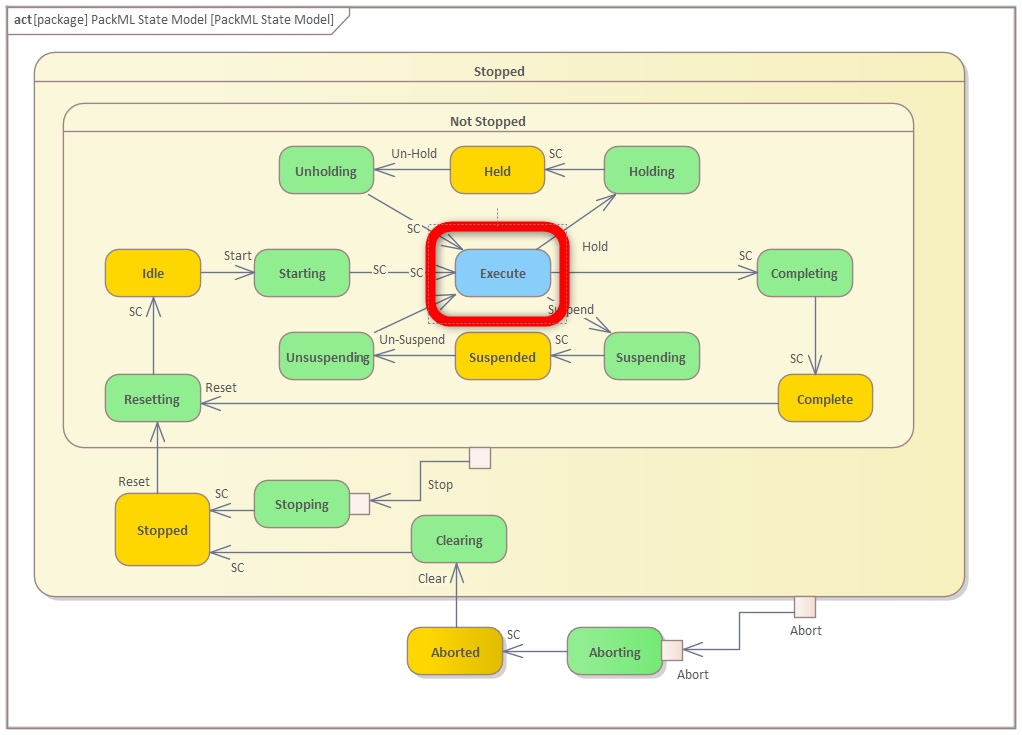 act [package] PackML State Model [PackML State Model]
Stopped
Not Stopped
Unholding
Un-Hold
Held
SC
Holding
SC
Hold
Idle
Start
Starting
SC
SC
Execute
SC
Completing
SC
Suspend
Unsuspending
Un-Suspend
Suspended
SC
Suspending
SC
Resetting
Reset
Complete
Reset
Stopped
SC
Stopping
Stop
Clearing
SC
Clear
Aborted
SC
Aborting
Abort
Abort